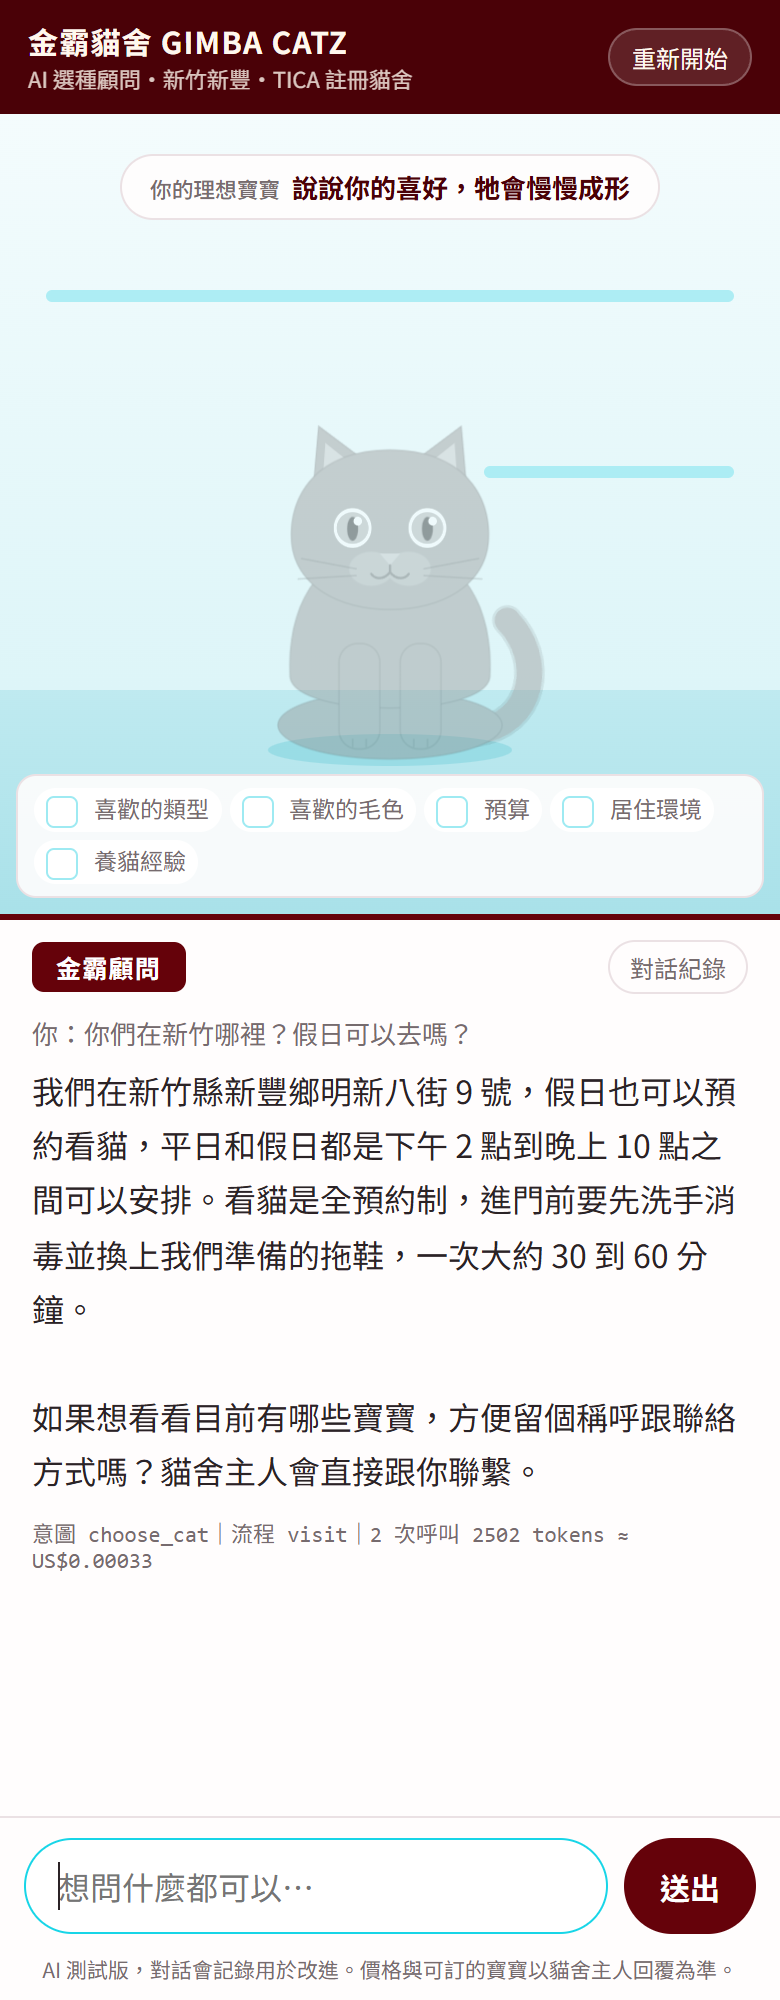 金霸貓舍 GIMBA CATZ
AI 選種顧問・新竹新豐・TICA 註冊貓舍
重新開始
你的理想寶寶 說說你的喜好，牠會慢慢成形
喜歡的類型 喜歡的毛色 預算 居住環境
養貓經驗
金霸顧問
對話紀錄
你：你們在新竹哪裡？假日可以去嗎？
我們在新竹縣新豐鄉明新八街 9 號，假日也可以預
約看貓，平日和假日都是下午 2 點到晚上 10 點之
間可以安排。看貓是全預約制，進門前要先洗手消
毒並換上我們準備的拖鞋，一次大約 30 到 60 分
鐘。
如果想看看目前有哪些寶寶，方便留個稱呼跟聯絡
方式嗎？貓舍主人會直接跟你聯繫。
意圖 choose_cat｜流程 visit｜2 次呼叫 2502 tokens ≈
US$0.00033
想問什麼都可以…
送出
AI 測試版，對話會記錄用於改進。價格與可訂的寶寶以貓舍主人回覆為準。